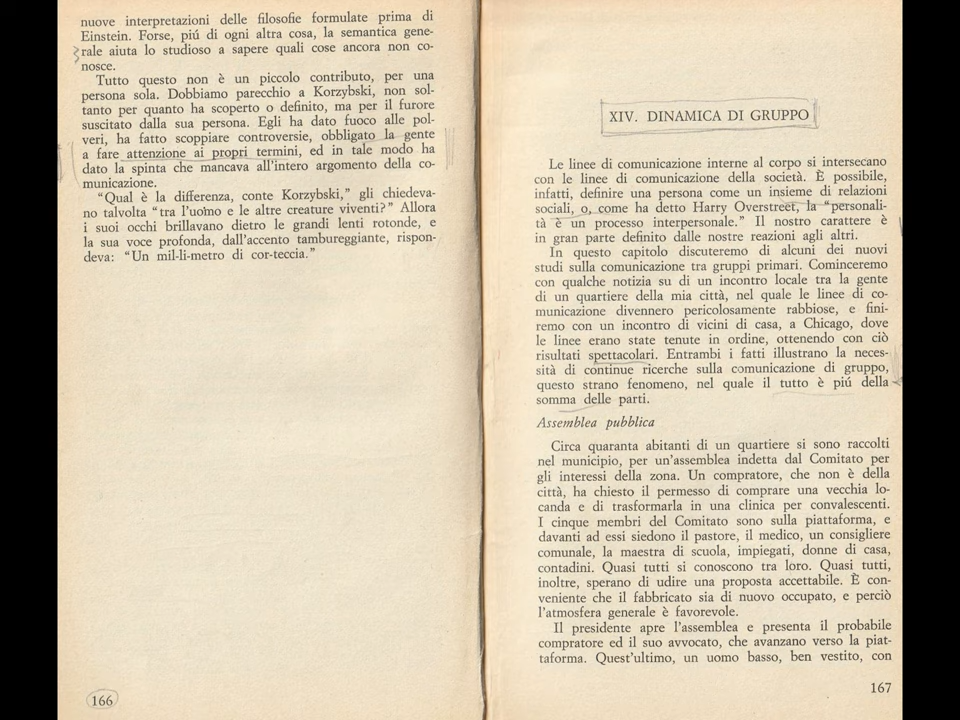 nuove interpretazioni delle filosofie formulate prima di
Einstein. Forse, piú di ogni altra cosa, la semantica gene-
rale aiuta lo studioso a sapere quali cose ancora non co-
nosce.
Tutto questo non è un piccolo contributo, per una
persona sola. Dobbiamo parecchio a Korzybski, non sol-
tanto per quanto ha scoperto o definito, ma per il furore
suscitato dalla sua persona. Egli ha dato fuoco alle pol-
veri, ha fatto scoppiare controversie, obbligato la gente
a fare attenzione ai propri termini, ed in tale modo ha
dato la spinta che mancava all'intero argomento della co-
municazione.
"Qual è la differenza, conte Korzybski," gli chiedeva-
no talvolta "tra l'uomo e le altre creature viventi?" Allora
i suoi occhi brillavano dietro le grandi lenti rotonde, e
la sua voce profonda, dall'accento tambureggiante, rispon-
deva: "Un mil-li-metro di cor-teccia."
166
XIV. DINAMICA DI GRUPPO
Le linee di comunicazione interne al corpo si intersecano
con le linee di comunicazione della società. È possibile,
infatti, definire una persona come un insieme di relazioni
sociali, o, come ha detto Harry Overstreet, la "personali-
tà è un processo interpersonale." Il nostro carattere è
in gran parte definito dalle nostre reazioni agli altri.
In questo capitolo discuteremo di alcuni dei nuovi
studi sulla comunicazione tra gruppi primari. Cominceremo
con qualche notizia su di un incontro locale tra la gente
di un quartiere della mia città, nel quale le linee di co-
municazione divennero pericolosamente rabbiose, e fini-
remo con un incontro di vicini di casa, a Chicago, dove
le linee erano state tenute in ordine, ottenendo con ciò
risultati spettacolari. Entrambi i fatti illustrano la neces-
sità di continue ricerche sulla comunicazione di gruppo,
questo strano fenomeno, nel quale il tutto è piú della
somma delle parti.
Assemblea pubblica
Circa quaranta abitanti di un quartiere si sono raccolti
nel municipio, per un'assemblea indetta dal Comitato per
gli interessi della zona. Un compratore, che non è della
città, ha chiesto il permesso di comprare una vecchia lo-
canda e di trasformarla in una clinica per convalescenti.
I cinque membri del Comitato sono sulla piattaforma, e
davanti ad essi siedono il pastore, il medico, un consigliere
comunale, la maestra di scuola, impiegati, donne di casa,
contadini. Quasi tutti si conoscono tra loro. Quasi tutti,
inoltre, sperano di udire una proposta accettabile. È con-
veniente che il fabbricato sia di nuovo occupato, e perciò
l'atmosfera generale è favorevole.
Il presidente apre l'assemblea e presenta il probabile
compratore ed il suo avvocato, che avanzano verso la piat-
taforma. Quest'ultimo, un uomo basso, ben vestito, con
167